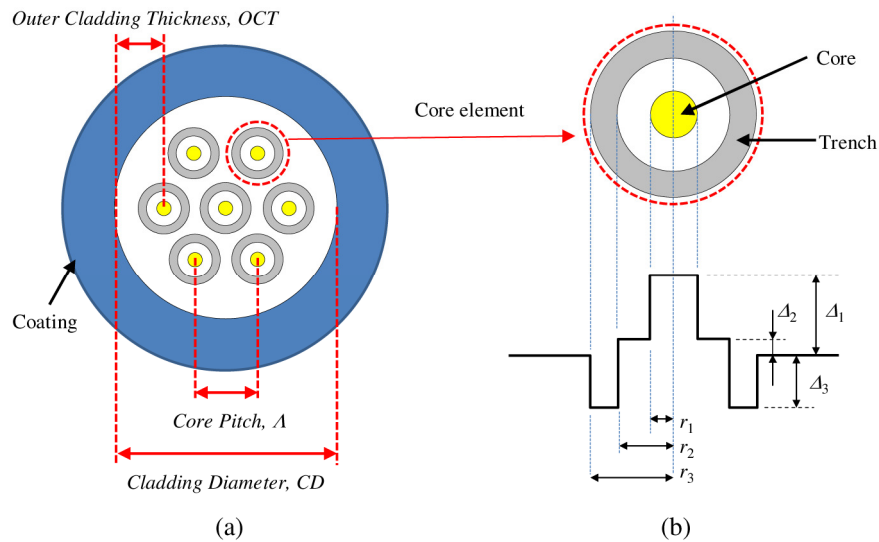 Outer Cladding Thickness, OCT
Core element
Coating
Core Pitch, Λ
Cladding Diameter, CD
(a)
Core
Trench
Δ2
Δ1
Δ3
r1
r2
r3
(b)